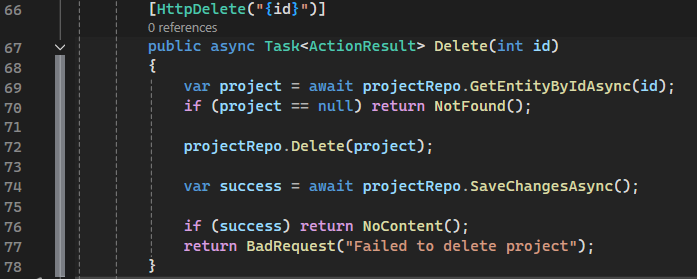 66 [HttpDelete("{id}")]
0 references
67 public async Task<ActionResult> Delete(int id)
68 {
69 var project = await projectRepo.GetEntityByIdAsync(id);
70 if (project == null) return NotFound();
71
72 projectRepo.Delete(project);
73
74 var success = await projectRepo.SaveChangesAsync();
75
76 if (success) return NoContent();
77 return BadRequest("Failed to delete project");
78 }